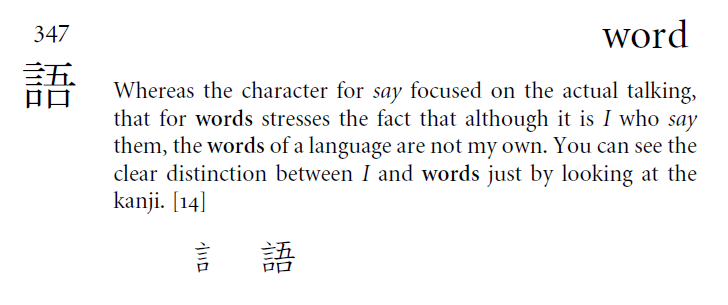 347
word
語
Whereas the character for say focused on the actual talking,
that for words stresses the fact that although it is I who say
them, the words of a language are not my own. You can see the
clear distinction between I and words just by looking at the
kanji. [14]
訁 語